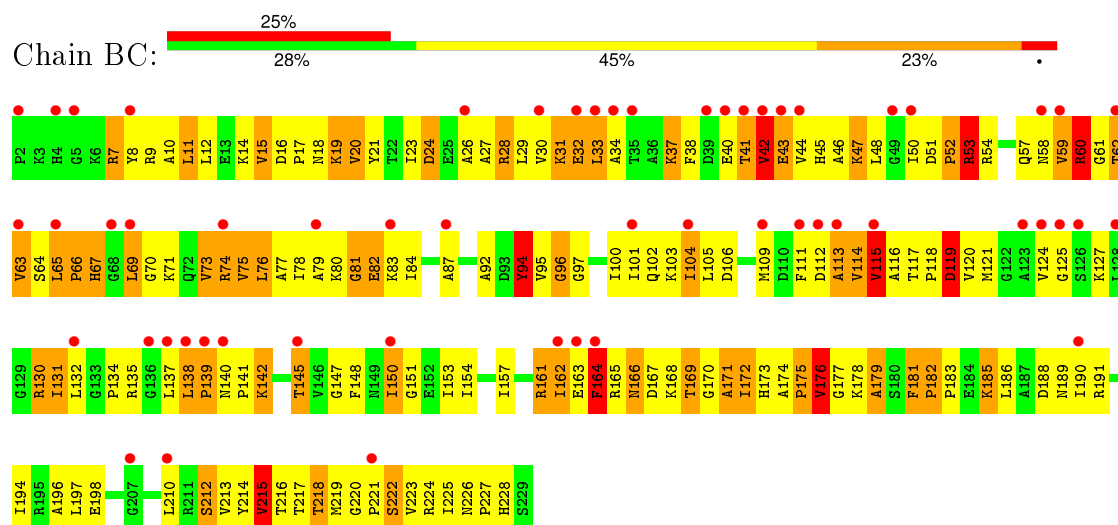 25%
Chain BC:
28% 45% 23% •
P2 K3 H4 G5 K6 R7 Y8 R9 A10 L11 L12 E13 K14 V15 D16 P17 N18 K19 V20 Y21 T22 I23 D24 E25 A26 A27 R28 L29 V30 K31 E32 L33 A34 T35 A36 K37 F38 D39 E40 T41 V42 E43 V44 H45 A46 K47 L48 G49 I50 D51 P52 R53 R54 Q57 N58 V59 R60 G61 T62
V63 S64 L65 P66 H67 G68 L69 G70 K71 Q72 V73 R74 V75 L76 A77 I78 A79 K80 G81 E82 K83 I84 A87 A92 D93 Y94 V95 G96 G97 I100 I101 Q102 K103 I104 L105 D106 M109 D110 F111 D112 A113 V114 V115 A116 T117 P118 D119 V120 M121 G122 A123 V124 G125 S126 K127 L128
G129 R130 I131 L132 G133 P134 R135 G136 L137 L138 P139 N140 P141 K142 T145 V146 G147 F148 N149 I150 G151 E152 I153 I154 I157 R161 I162 E163 F164 R165 N166 D167 K168 T169 G170 A171 I172 H173 A174 P175 V176 G177 K178 A179 S180 F181 P182 P183 E184 K185 L186 A187 D188 N189 I190 R191
I194 R195 A196 L197 E198 G207 L210 R211 S212 V213 Y214 V215 T216 T217 T218 M219 G220 P221 S222 V223 R224 I225 N226 P227 H228 S229